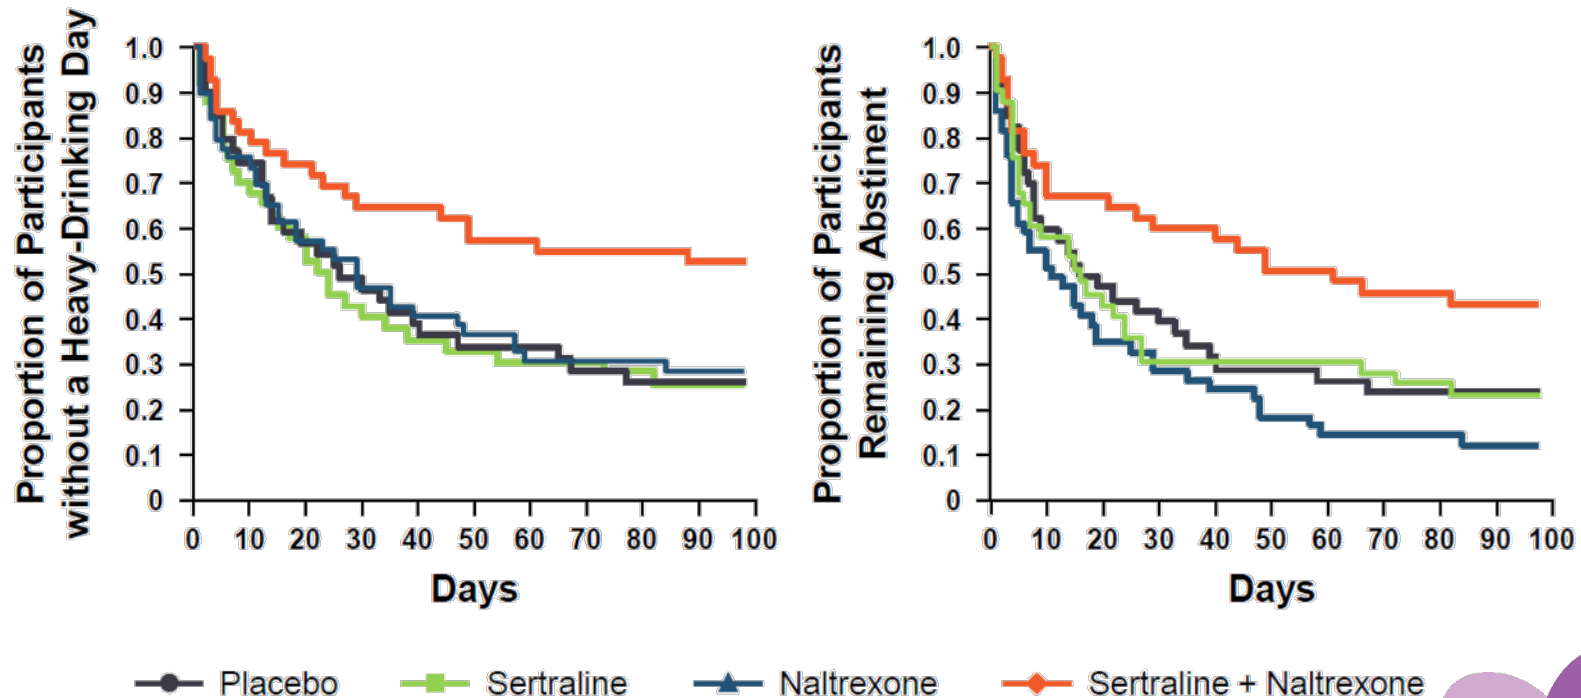 Proportion of Participants
without a Heavy-Drinking Day
1.0
0.9
0.8
0.7
0.6
0.5
0.4
0.3
0.2
0.1
0
0 10 20 30 40 50 60 70 80 90 100
Days
Proportion of Participants
Remaining Abstinent
1.0
0.9
0.8
0.7
0.6
0.5
0.4
0.3
0.2
0.1
0
0 10 20 30 40 50 60 70 80 90 100
Days
Placebo Sertraline Naltrexone Sertraline + Naltrexone